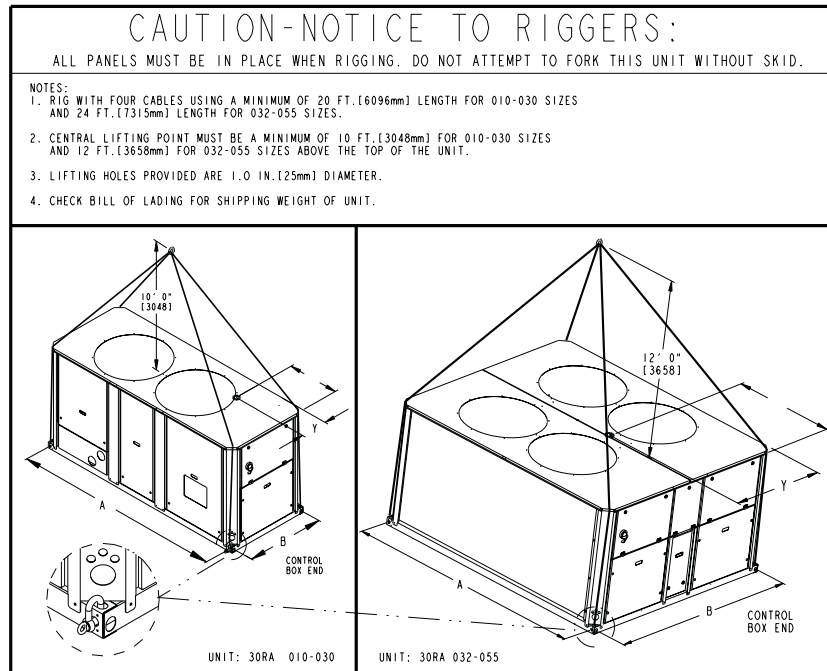 CAUTION-NOTICE TO RIGGERS:
ALL PANELS MUST BE IN PLACE WHEN RIGGING. DO NOT ATTEMPT TO FORK THIS UNIT WITHOUT SKID.
NOTES:
1. RIG WITH FOUR CABLES USING A MINIMUM OF 20 FT.[6096mm] LENGTH FOR 010-030 SIZES
AND 24 FT.[7315mm] LENGTH FOR 032-055 SIZES.
2. CENTRAL LIFTING POINT MUST BE A MINIMUM OF 10 FT.[3048mm] FOR 010-030 SIZES
AND 12 FT.[3658mm] FOR 032-055 SIZES ABOVE THE TOP OF THE UNIT.
3. LIFTING HOLES PROVIDED ARE 1.0 IN.[25mm] DIAMETER.
4. CHECK BILL OF LADING FOR SHIPPING WEIGHT OF UNIT.
10' 0"
[3048]
Y
A
B
CONTROL
BOX END
UNIT: 30RA 010-030
12' 0"
[3658]
Y
A
B
CONTROL
BOX END
UNIT: 30RA 032-055